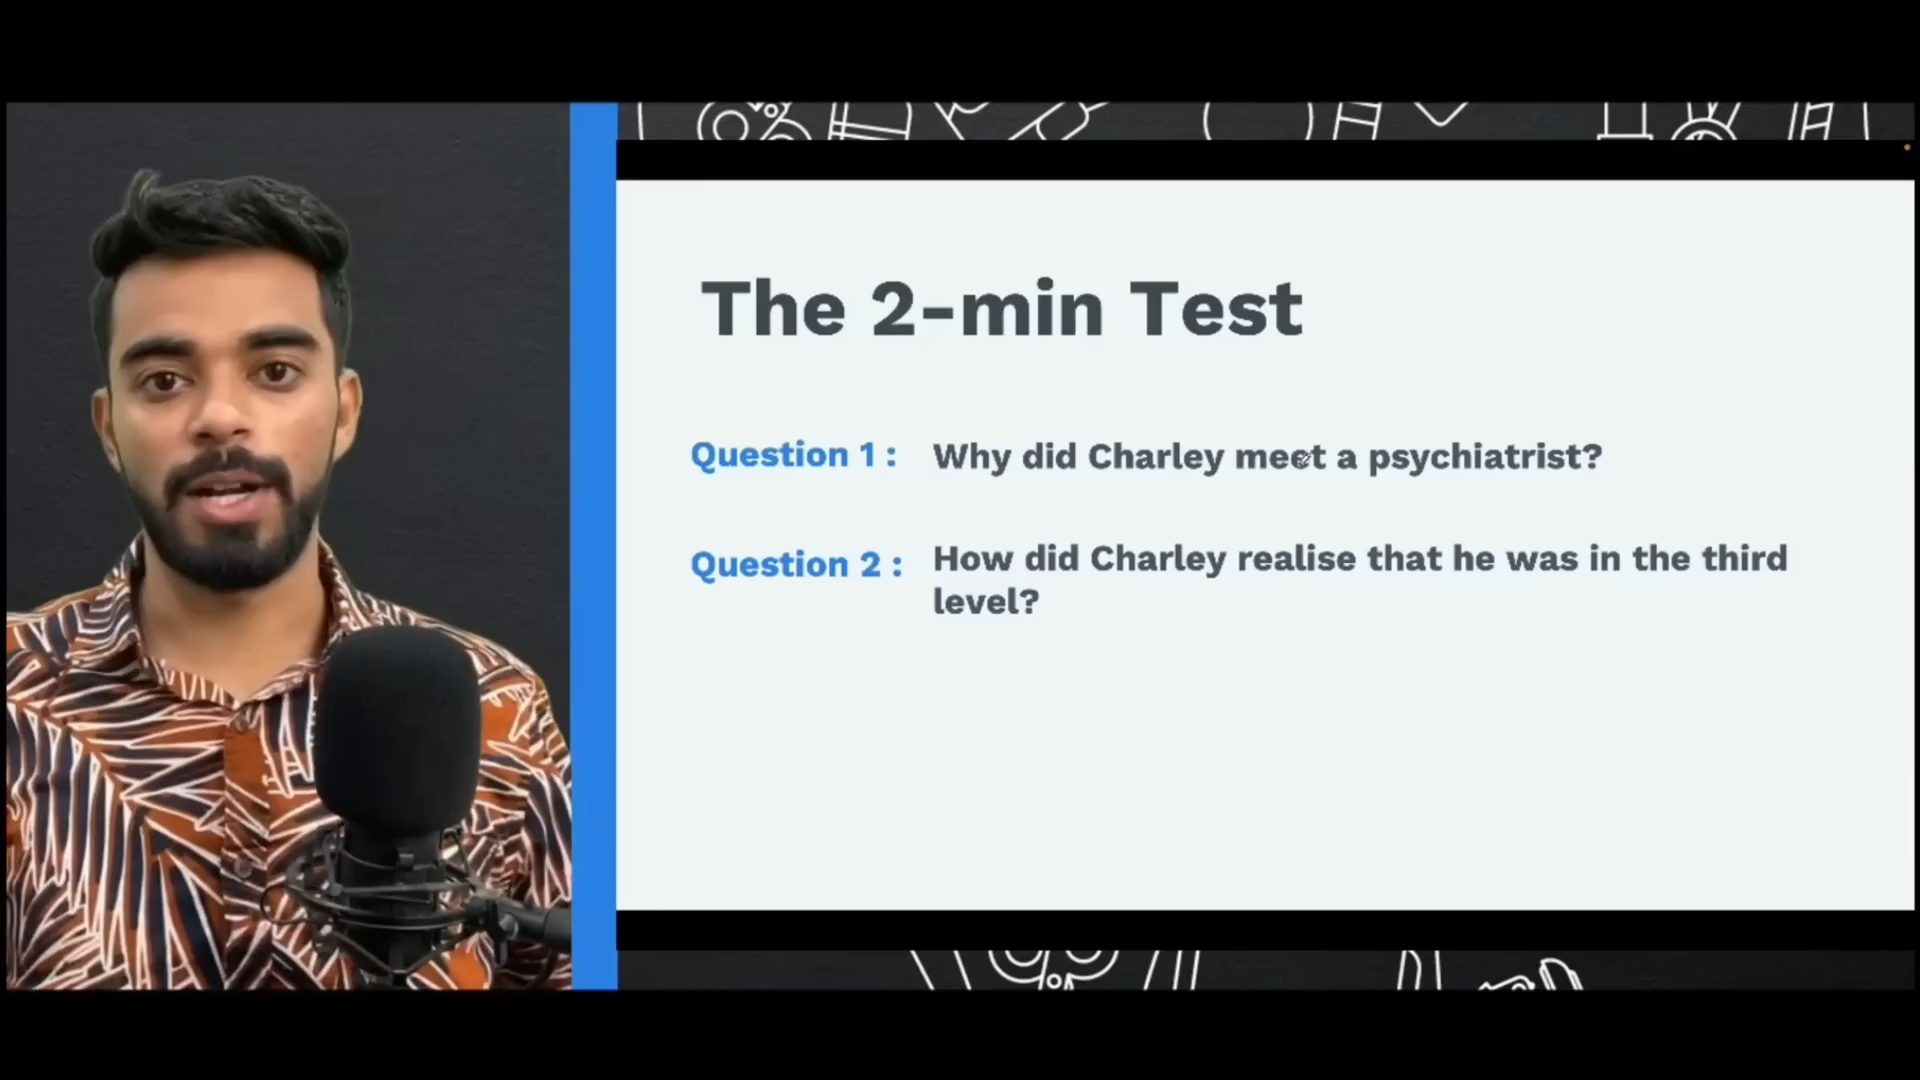 The 2-min Test
Question 1 : Why did Charley meet a psychiatrist?
Question 2 : How did Charley realise that he was in the third
level?